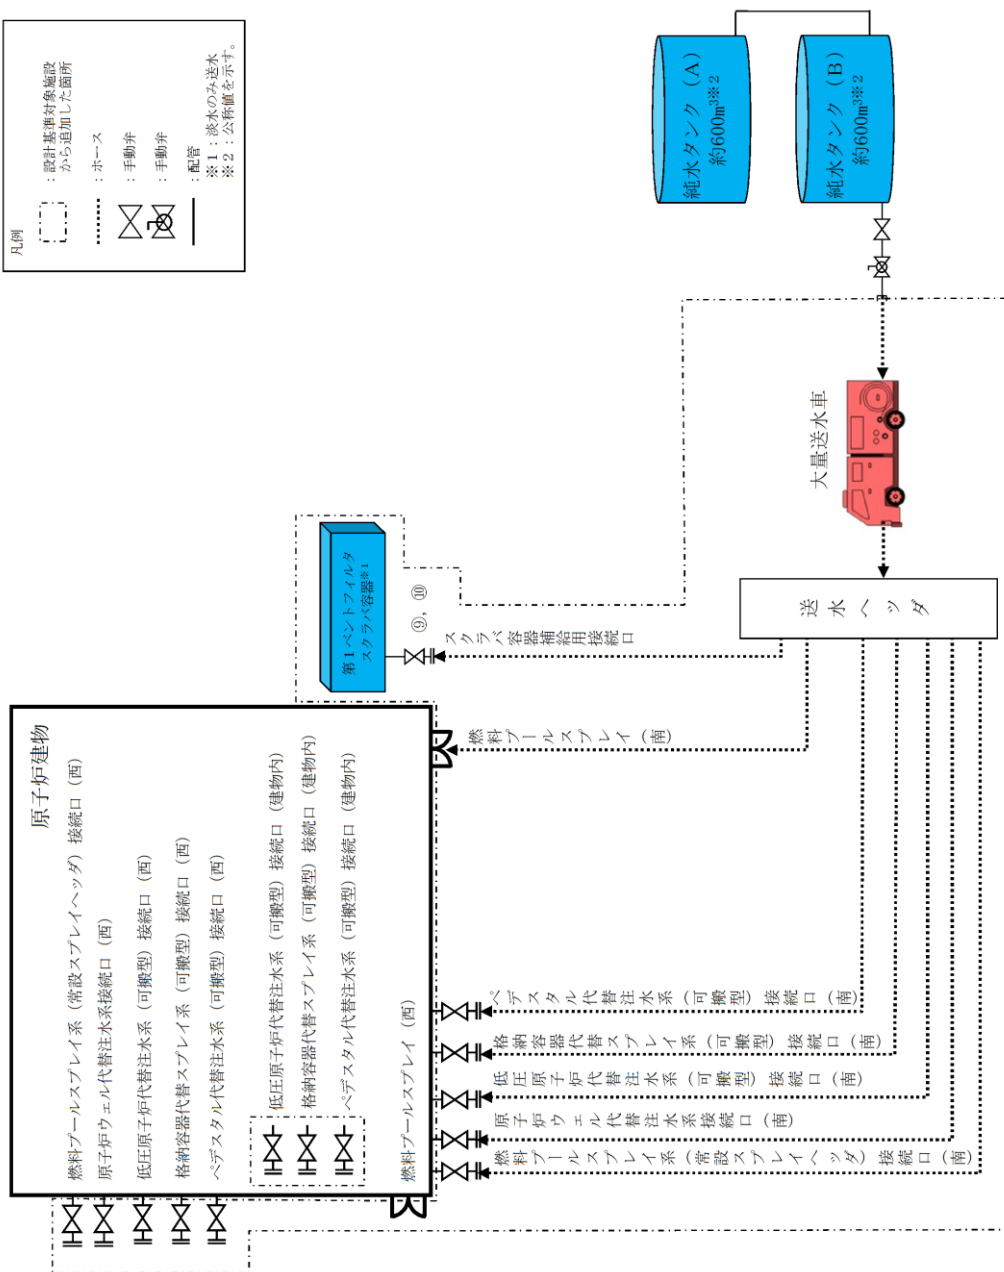 凡例
：設計基準対象施設
から追加した箇所
：ホース
：手動弁
：手動弁
：配管
※１：淡水のみ送水
※２：公称値を示す。
純水タンク（A）
約600m³※2
純水タンク（B）
約600m³※2
大量送水車
送水ヘッダ
第１ベントフィルタ
スクラバ容器※1
⑨，⑩
スクラバ容器補給用接続口
燃料プールスプレイ（南）
原子炉建物
燃料プールスプレイ系（常設スプレイヘッダ）接続口（西）
原子炉ウェル代替注水系接続口（西）
低圧原子炉代替注水系（可搬型）接続口（西）
格納容器代替スプレイ系（可搬型）接続口（西）
ペデスタル代替注水系（可搬型）接続口（西）
低圧原子炉代替注水系（可搬型）接続口（建物内）
格納容器代替スプレイ系（可搬型）接続口（建物内）
ペデスタル代替注水系（可搬型）接続口（建物内）
燃料プールスプレイ（西）
ペデスタル代替注水系（可搬型）接続口（南）
格納容器代替スプレイ系（可搬型）接続口（南）
低圧原子炉代替注水系（可搬型）接続口（南）
原子炉ウェル代替注水系接続口（南）
燃料プールスプレイ系（常設スプレイヘッダ）接続口（南）